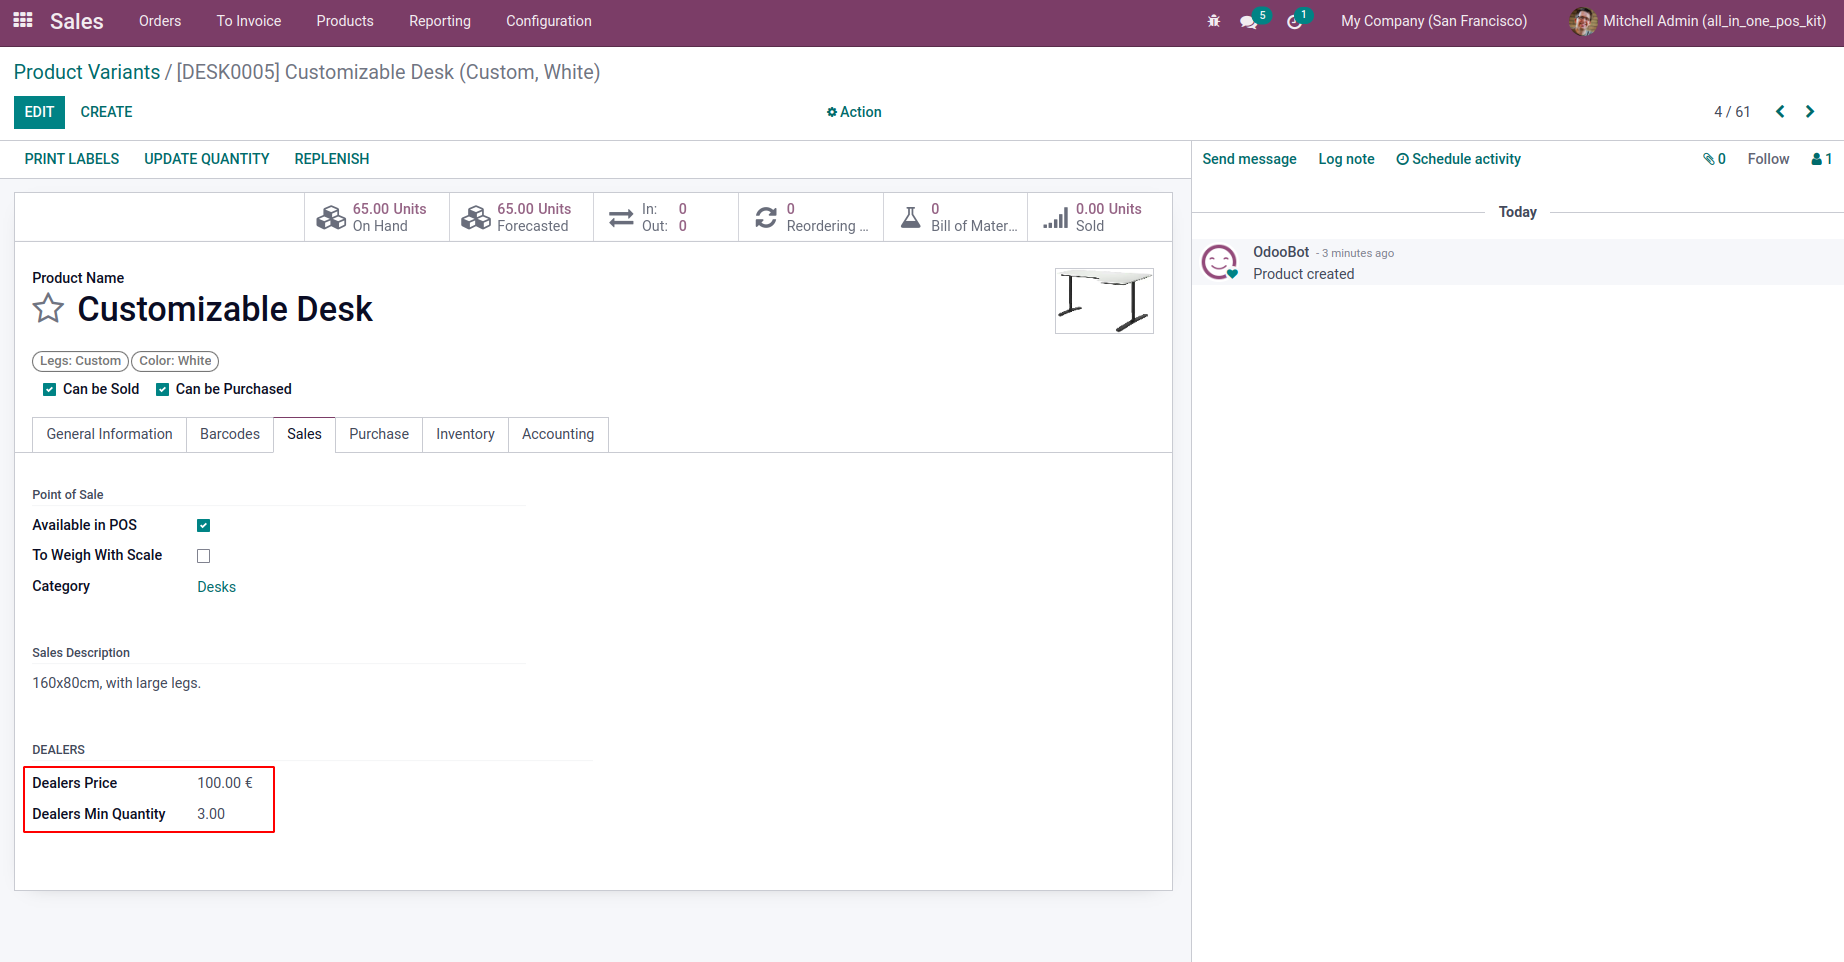 Sales Orders To Invoice Products Reporting Configuration 5 1 My Company (San Francisco) Mitchell Admin (all_in_one_pos_kit)
Product Variants / [DESK0005] Customizable Desk (Custom, White)
EDIT CREATE Action 4 / 61
PRINT LABELS UPDATE QUANTITY REPLENISH
Send message Log note Schedule activity 0 Follow 1
65.00 Units
On Hand
65.00 Units
Forecasted
In: 0
Out: 0
0
Reordering ...
0
Bill of Mater...
0.00 Units
Sold
Today
OdooBot - 3 minutes ago
Product created
Product Name
Customizable Desk
Legs: Custom Color: White
Can be Sold Can be Purchased
General Information Barcodes Sales Purchase Inventory Accounting
Point of Sale
Available in POS
To Weigh With Scale
Category Desks
Sales Description
160x80cm, with large legs.
DEALERS
Dealers Price 100.00 €
Dealers Min Quantity 3.00